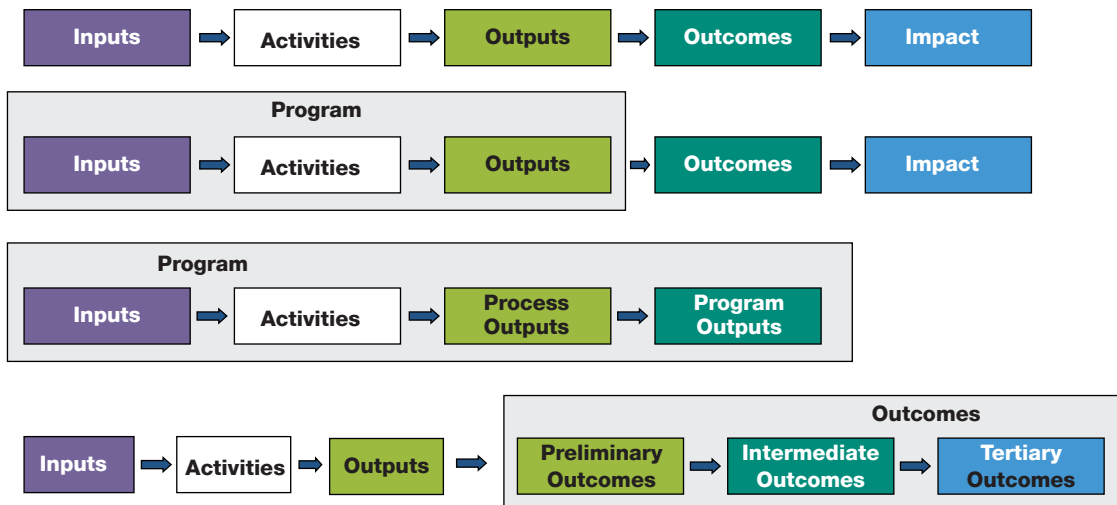 Inputs
Activities
Outputs
Outcomes
Impact
Program
Inputs
Activities
Outputs
Outcomes
Impact
Program
Inputs
Activities
Process
Outputs
Program
Outputs
Outcomes
Inputs
Activities
Outputs
Preliminary
Outcomes
Intermediate
Outcomes
Tertiary
Outcomes